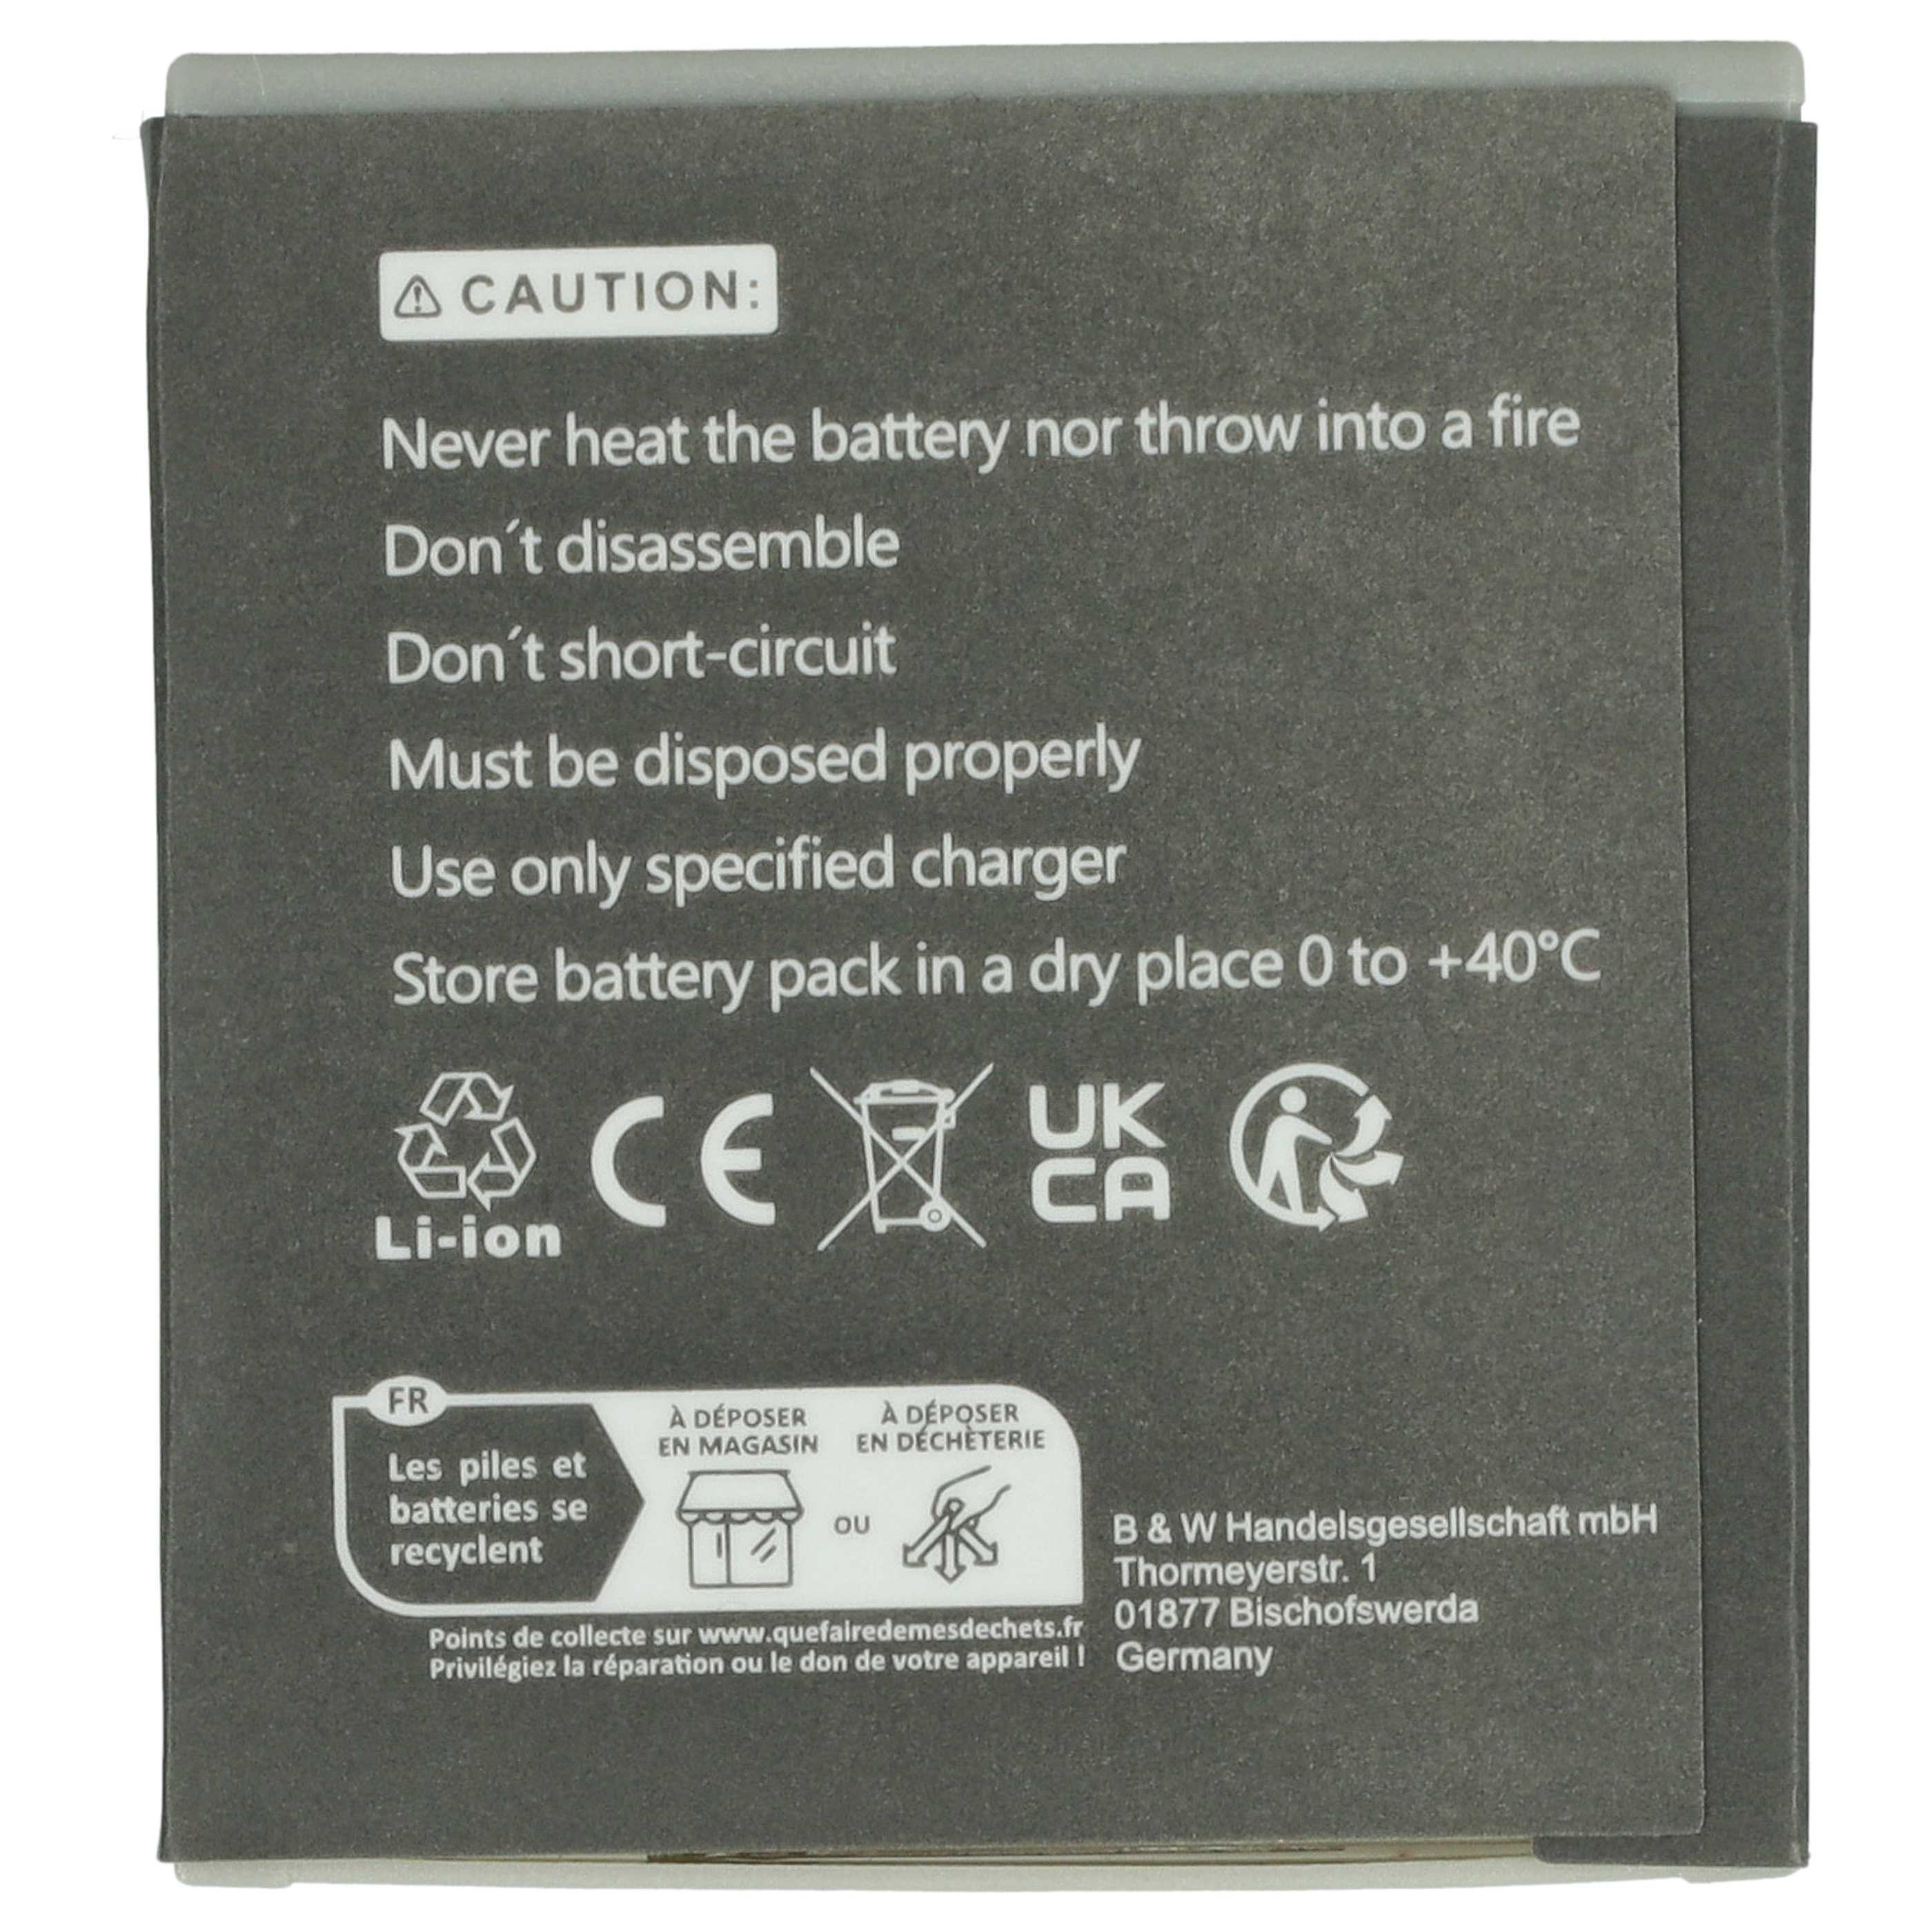 CAUTION:
Never heat the battery nor throw into a fire
Don´t disassemble
Don´t short-circuit
Must be disposed properly
Use only specified charger
Store battery pack in a dry place 0 to +40°C
Li-ion
CE
UK
CA
FR
Les piles et
batteries se
recyclent
À DÉPOSER
EN MAGASIN
OU
À DÉPOSER
EN DÉCHÈTERIE
Points de collecte sur www.quefairedemesdechets.fr
Privilégiez la réparation ou le don de votre appareil !
B & W Handelsgesellschaft mbH
Thormeyerstr. 1
01877 Bischofswerda
Germany